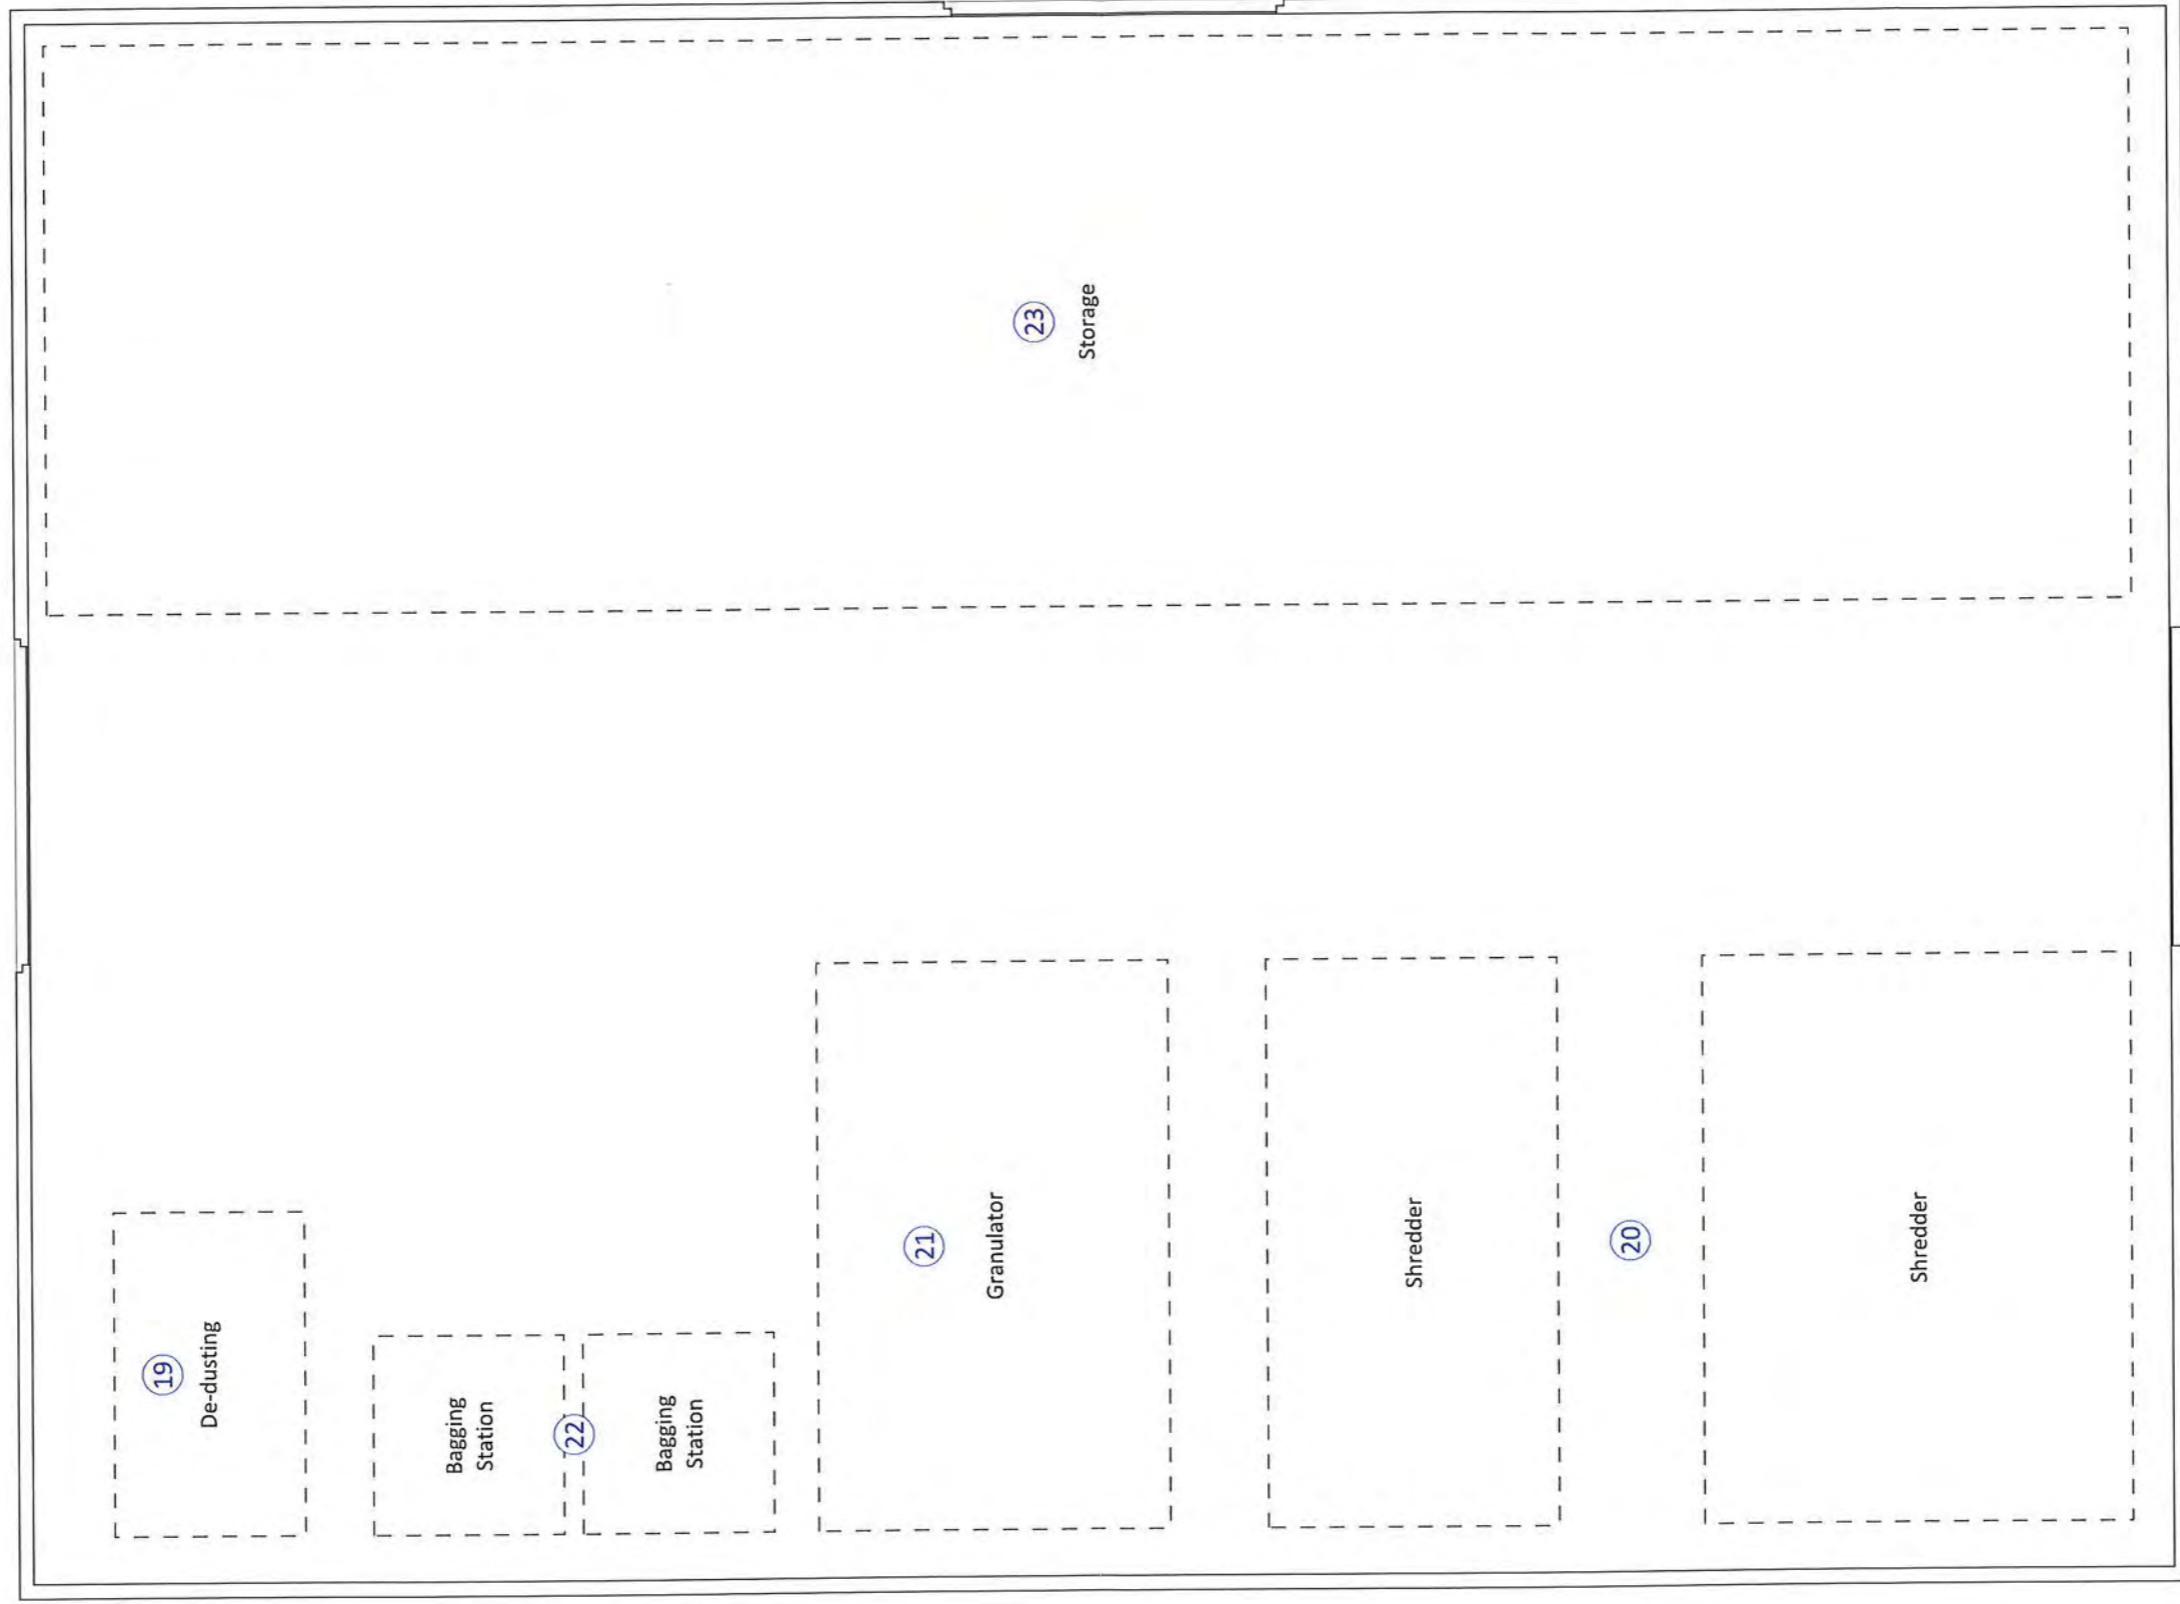 23
Storage
19
De-dusting
Bagging
Station
22
Bagging
Station
21
Granulator
Shredder
20
Shredder